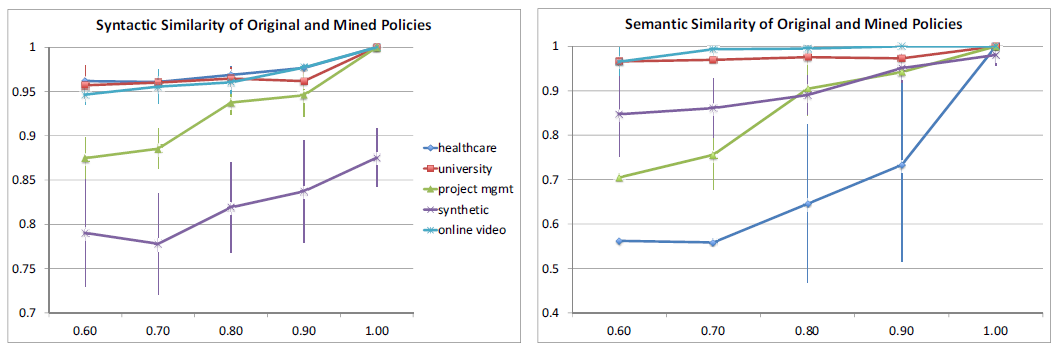 Syntactic Similarity of Original and Mined Policies
1
0.95
0.9
0.85
0.8
0.75
0.7
0.60 0.70 0.80 0.90 1.00
healthcare
university
project mgmt
synthetic
online video
Semantic Similarity of Original and Mined Policies
1
0.9
0.8
0.7
0.6
0.5
0.4
0.60 0.70 0.80 0.90 1.00